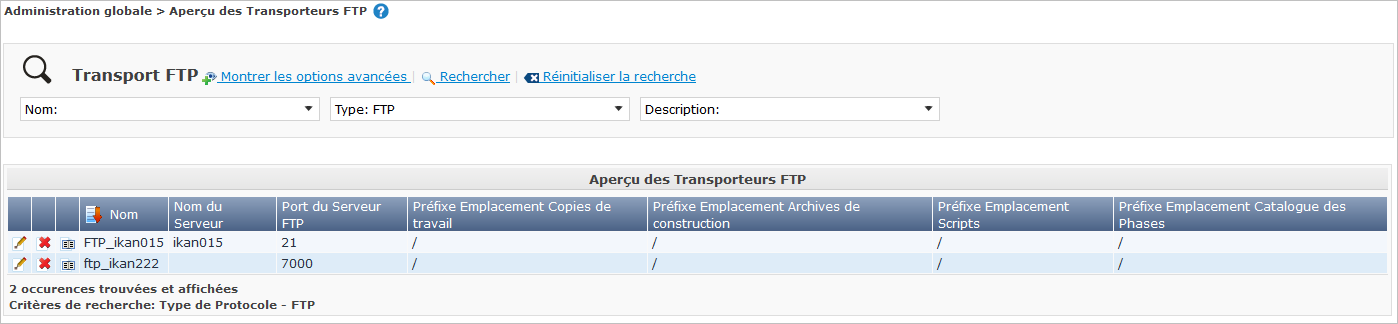 Administration globale > Aperçu des Transporteurs FTP
Transport FTP Montrer les options avancées | Rechercher | Réinitialiser la recherche
Nom: Type: FTP Description:
Aperçu des Transporteurs FTP
Nom Nom du Serveur Port du Serveur FTP Préfixe Emplacement Copies de travail Préfixe Emplacement Archives de construction Préfixe Emplacement Scripts Préfixe Emplacement Catalogue des Phases
FTP_ikan015 ikan015 21 / / / /
ftp_ikan222 7000 / / / /
2 occurences trouvées et affichées
Critères de recherche: Type de Protocole - FTP